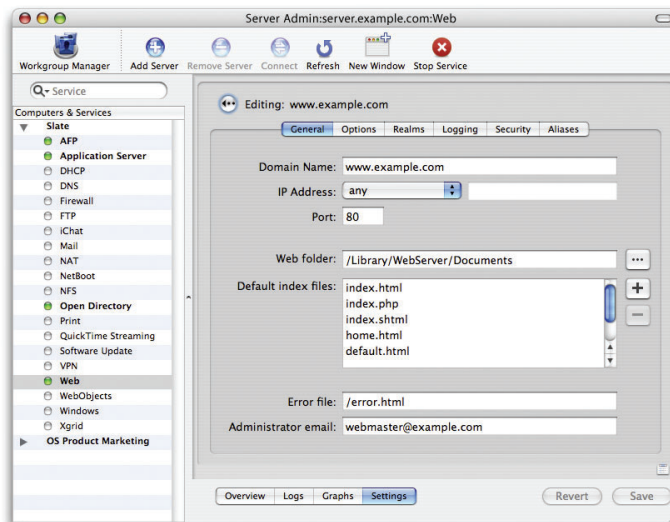 Server Admin:server.example.com:Web
Workgroup Manager Add Server Remove Server Connect Refresh New Window Stop Service
Service
Computers & Services
Slate
AFP
Application Server
DHCP
DNS
Firewall
FTP
iChat
Mail
NAT
NetBoot
NFS
Open Directory
Print
QuickTime Streaming
Software Update
VPN
Web
WebObjects
Windows
Xgrid
OS Product Marketing
Editing: www.example.com
General Options Realms Logging Security Aliases
Domain Name: www.example.com
IP Address: any
Port: 80
Web folder: /Library/WebServer/Documents
Default index files: index.html
index.php
index.shtml
home.html
default.html
Error file: /error.html
Administrator email: webmaster@example.com
Overview Logs Graphs Settings Revert Save